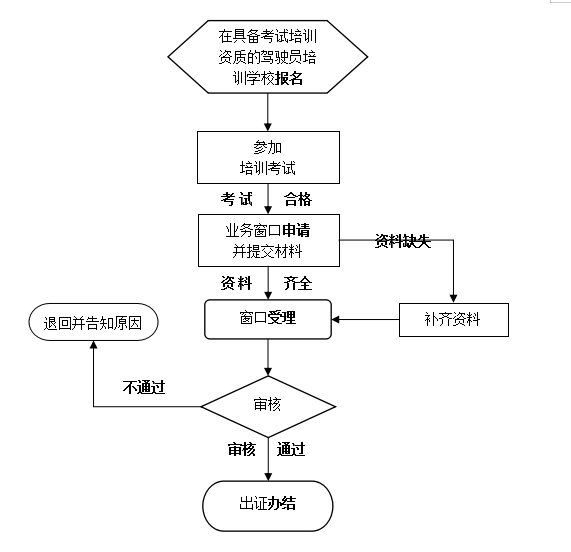 在具备考试培训
资质的驾驶员培
训学校报名
参加
培训考试
考 试 合格
业务窗口申请
并提交材料
资料缺失
资 料 齐全
退回并告知原因
窗口受理
补齐资料
不通过
审核
审核 通过
出证办结